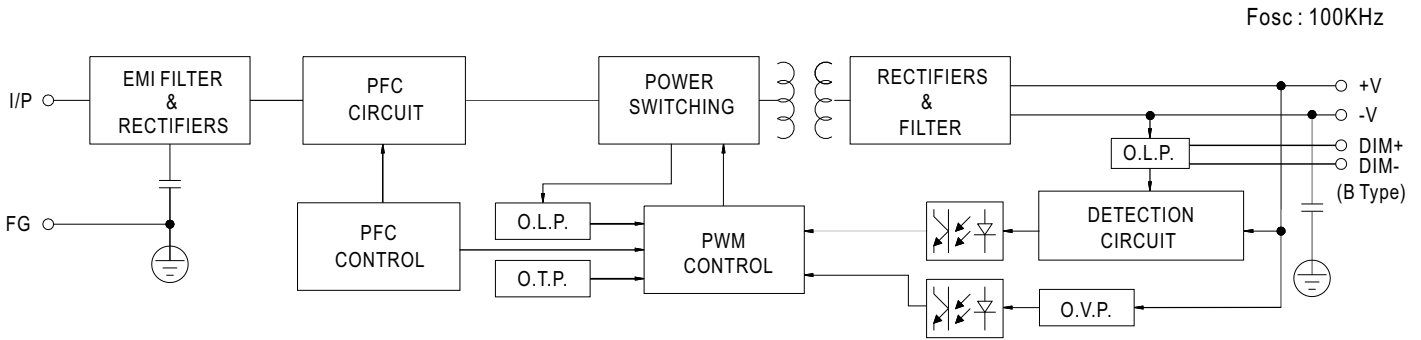 Fosc : 100KHz
I/P
EMI FILTER
&
RECTIFIERS
PFC
CIRCUIT
POWER
SWITCHING
RECTIFIERS
&
FILTER
+V
-V
DIM+
DIM-
(B Type)
O.L.P.
FG
PFC
CONTROL
O.L.P.
O.T.P.
PWM
CONTROL
DETECTION
CIRCUIT
O.V.P.